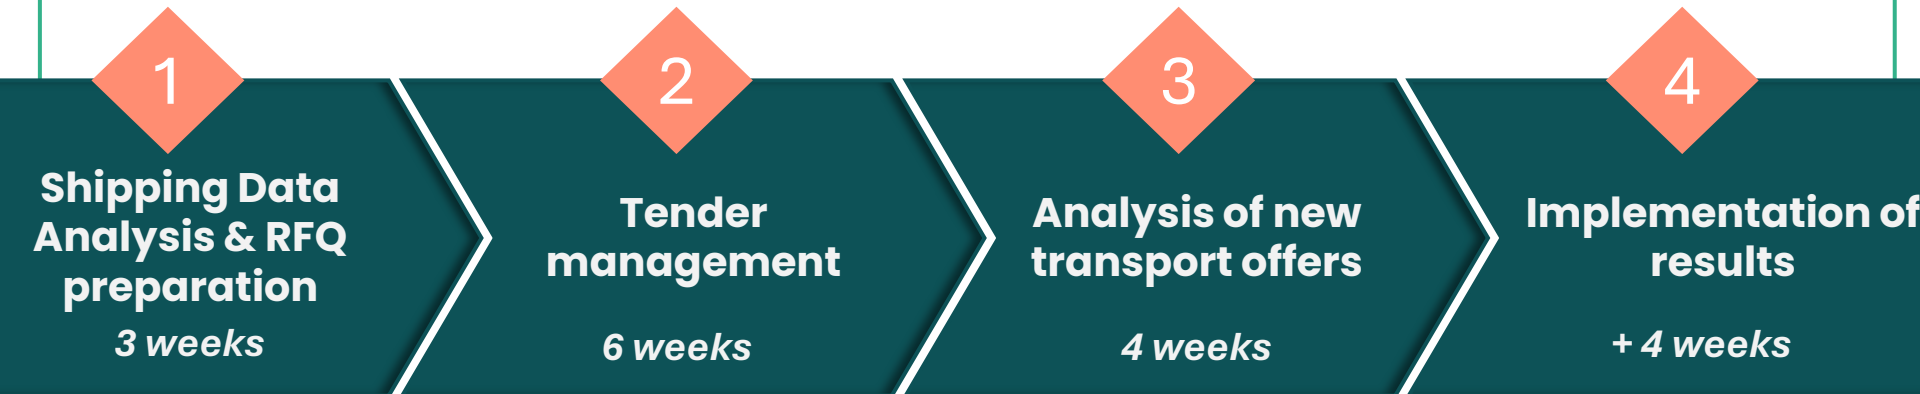 1
Shipping Data
Analysis & RFQ
preparation
3 weeks
2
Tender
management
6 weeks
3
Analysis of new
transport offers
4 weeks
4
Implementation of
results
+ 4 weeks